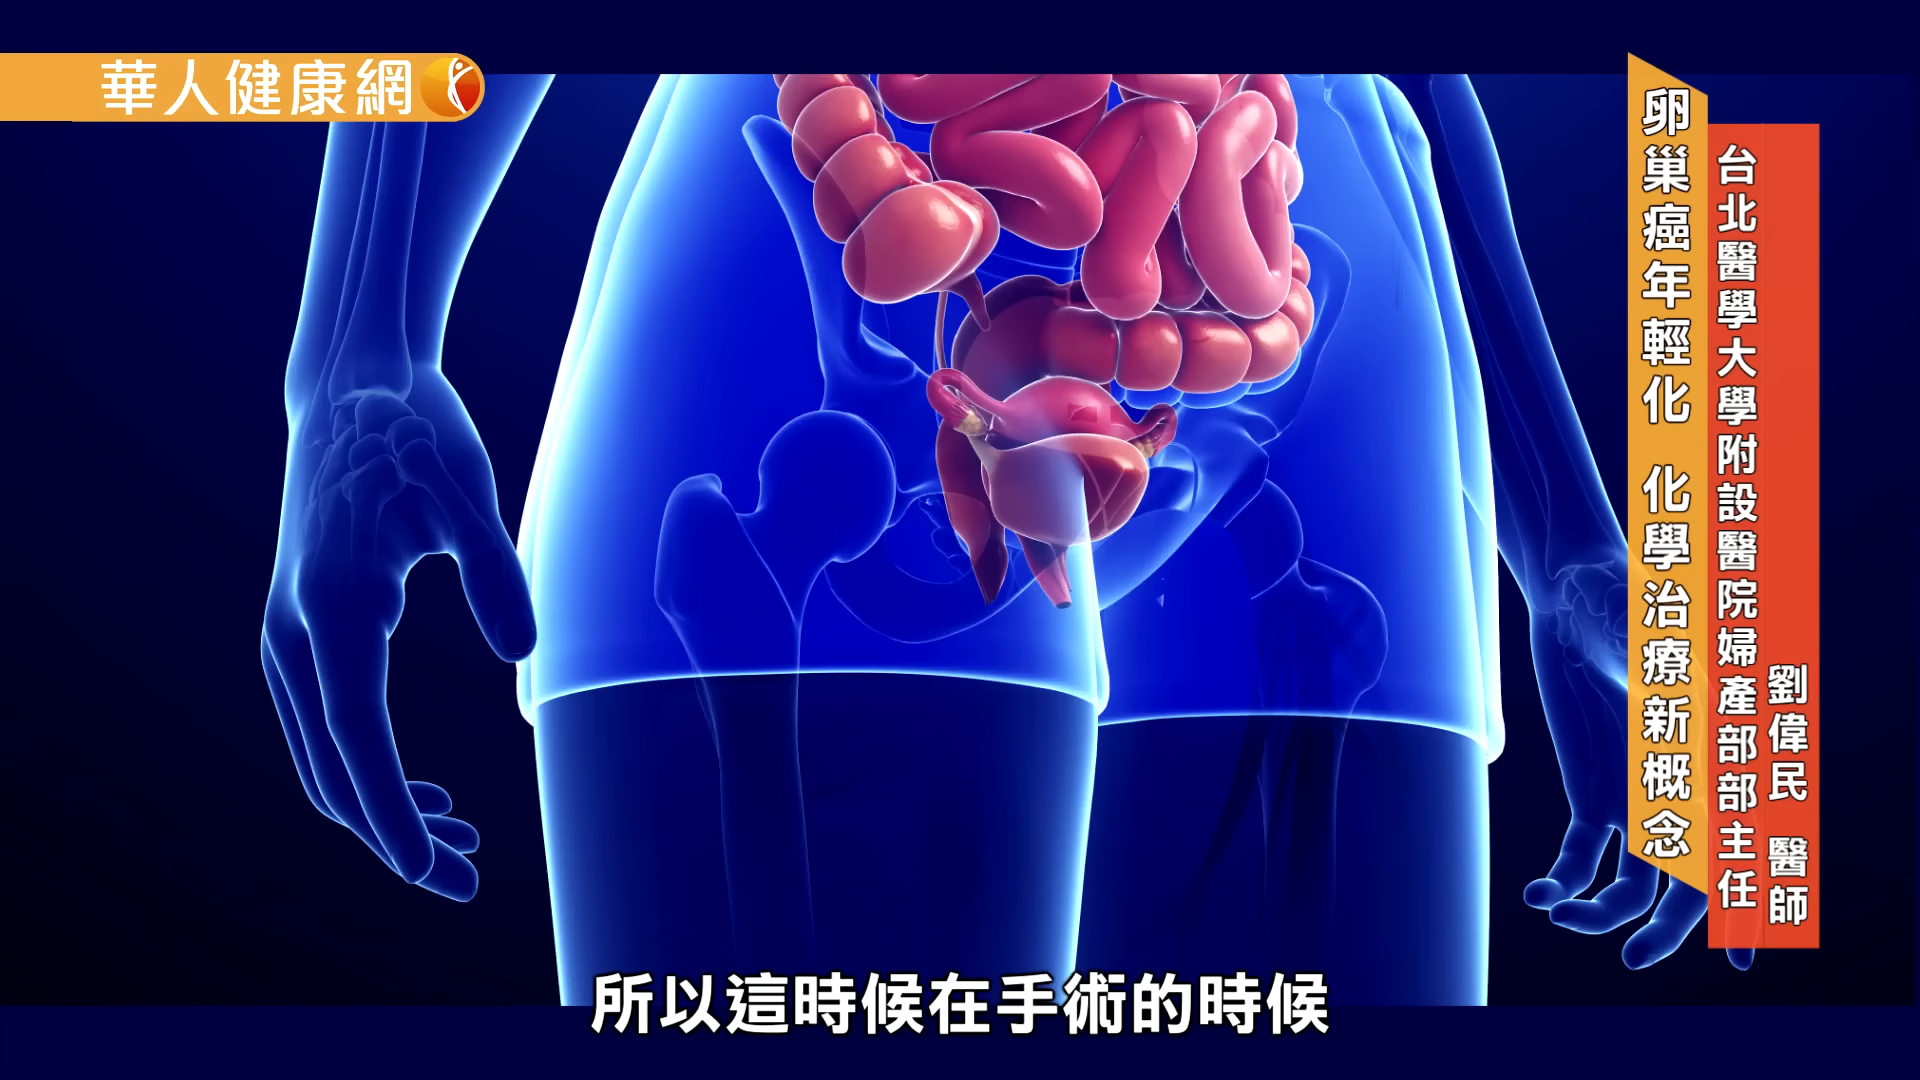 華人健康網
卵巢癌年輕化 化學治療新概念
台北醫學大學附設醫院婦產部部主任
劉偉民 醫師
所以這時候在手術的時候